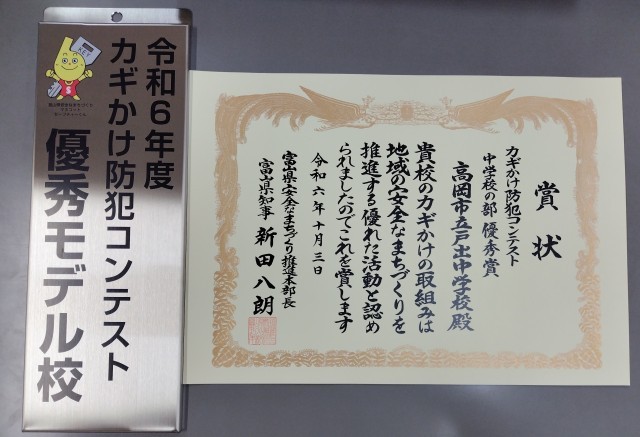 令和6年度
カギかけ防犯コンテスト
優秀モデル校
KEY
賞状
カギかけ防犯コンテスト
中学校の部 優秀賞
高岡市立戸出中学校殿
貴校のカギかけの取組みは
地域の安全なまちづくりを
推進する優れた活動と認め
られましたのでこれを賞します
令和六年十月三日
富山県安全なまちづくり推進本部長
富山県知事 新田八朗